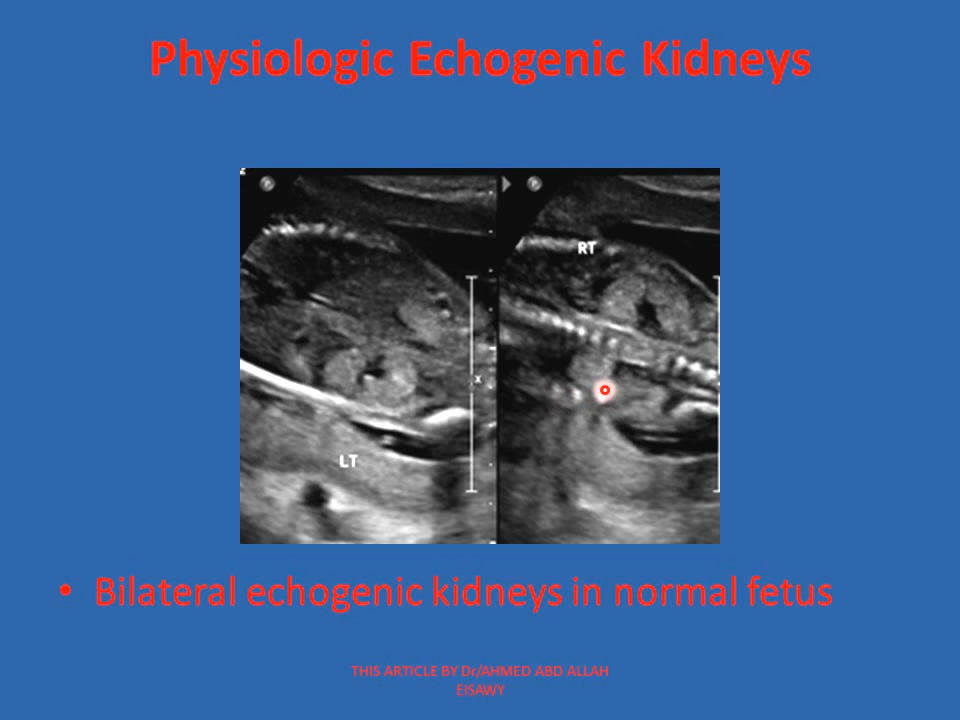 Physiologic Echogenic Kidneys
RT
x
LT
• Bilateral echogenic kidneys in normal fetus
THIS ARTICLE BY Dr/AHMED ABD ALLAH
EISAWY